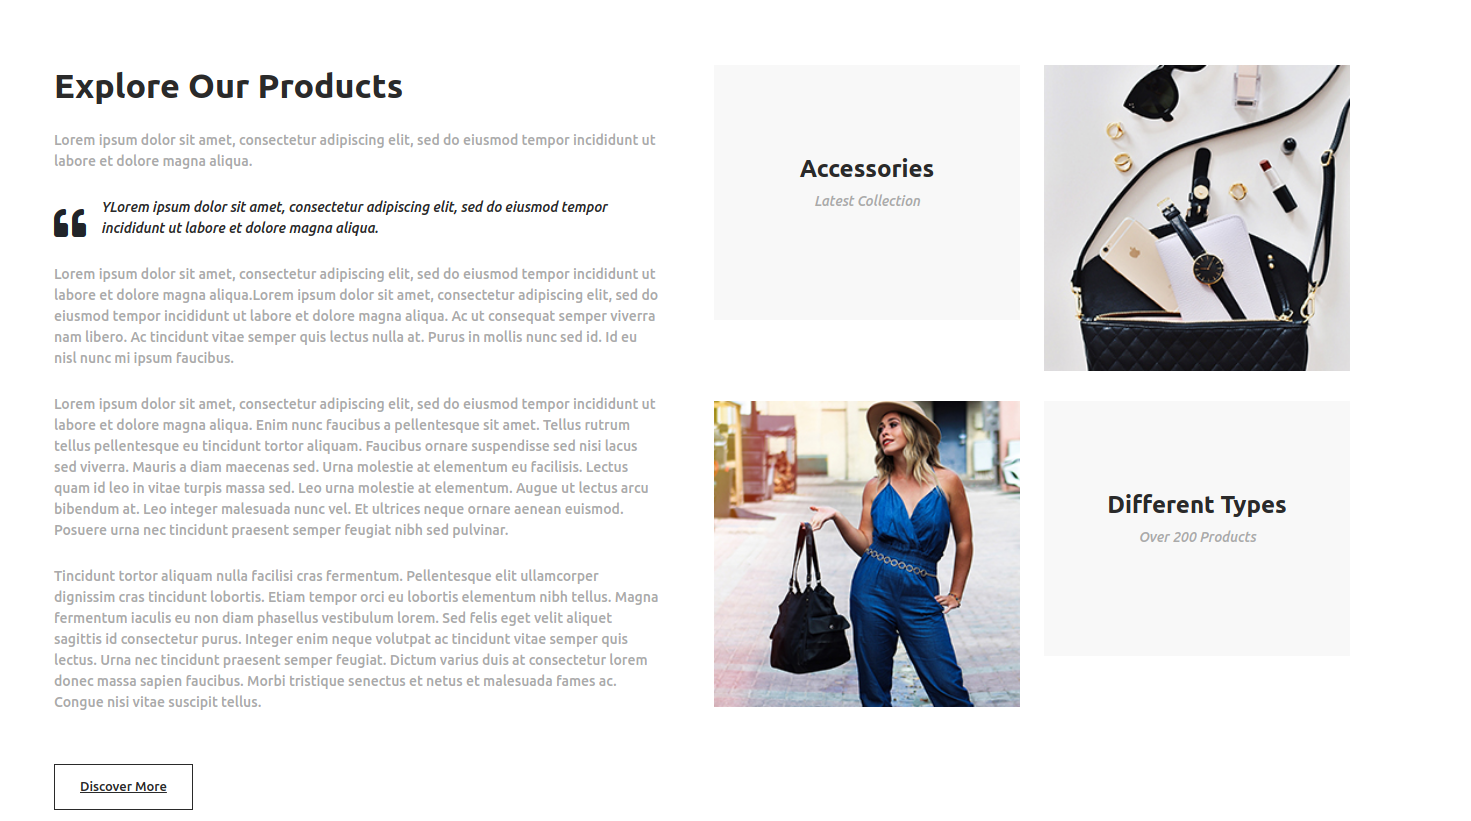 Explore Our Products
Lorem ipsum dolor sit amet, consectetur adipiscing elit, sed do eiusmod tempor incididunt ut
labore et dolore magna aliqua.
YLorem ipsum dolor sit amet, consectetur adipiscing elit, sed do eiusmod tempor
incididunt ut labore et dolore magna aliqua.
Lorem ipsum dolor sit amet, consectetur adipiscing elit, sed do eiusmod tempor incididunt ut
labore et dolore magna aliqua.Lorem ipsum dolor sit amet, consectetur adipiscing elit, sed do
eiusmod tempor incididunt ut labore et dolore magna aliqua. Ac ut consequat semper viverra
nam libero. Ac tincidunt vitae semper quis lectus nulla at. Purus in mollis nunc sed id. Id eu
nisl nunc mi ipsum faucibus.
Lorem ipsum dolor sit amet, consectetur adipiscing elit, sed do eiusmod tempor incididunt ut
labore et dolore magna aliqua. Enim nunc faucibus a pellentesque sit amet. Tellus rutrum
tellus pellentesque eu tincidunt tortor aliquam. Faucibus ornare suspendisse sed nisi lacus
sed viverra. Mauris a diam maecenas sed. Urna molestie at elementum eu facilisis. Lectus
quam id leo in vitae turpis massa sed. Leo urna molestie at elementum. Augue ut lectus arcu
bibendum at. Leo integer malesuada nunc vel. Et ultrices neque ornare aenean euismod.
Posuere urna nec tincidunt praesent semper feugiat nibh sed pulvinar.
Tincidunt tortor aliquam nulla facilisi cras fermentum. Pellentesque elit ullamcorper
dignissim cras tincidunt lobortis. Etiam tempor orci eu lobortis elementum nibh tellus. Magna
fermentum iaculis eu non diam phasellus vestibulum lorem. Sed felis eget velit aliquet
sagittis id consectetur purus. Integer enim neque volutpat ac tincidunt vitae semper quis
lectus. Urna nec tincidunt praesent semper feugiat. Dictum varius duis at consectetur lorem
donec massa sapien faucibus. Morbi tristique senectus et netus et malesuada fames ac.
Congue nisi vitae suscipit tellus.
Discover More
Accessories
Latest Collection
Different Types
Over 200 Products